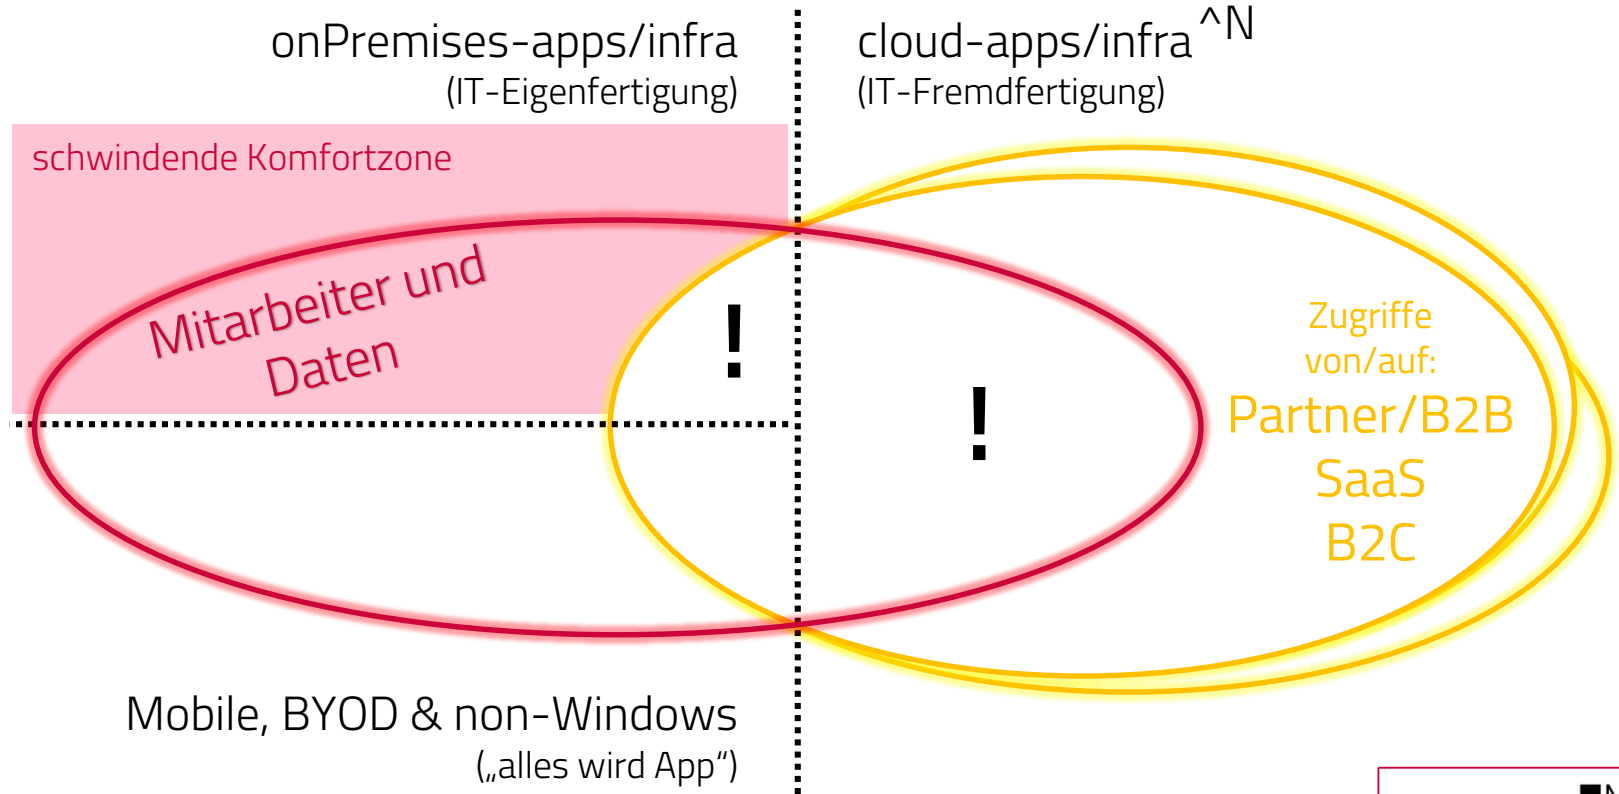 onPremises-apps/infra
(IT-Eigenfertigung)
cloud-apps/infra^N
(IT-Fremdfertigung)
schwindende Komfortzone
Mitarbeiter und
Daten
!
!
Zugriffe
von/auf:
Partner/B2B
SaaS
B2C
Mobile, BYOD & non-Windows
(„alles wird App“)